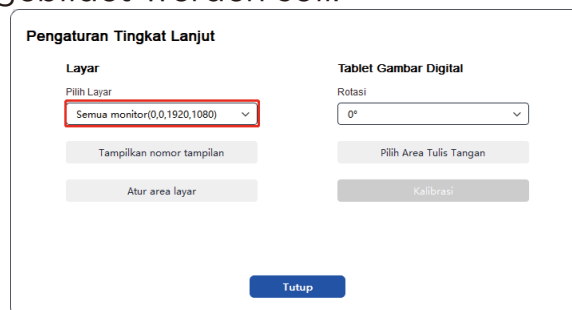 Pengaturan Tingkat Lanjut
Layar
Pilih Layar
Semua monitor(0,0,1920,1080)
Tampilkan nomor tampilan
Atur area layar
Tablet Gambar Digital
Rotasi
0°
Pilih Area Tulis Tangan
Kalibrasi
Tutup